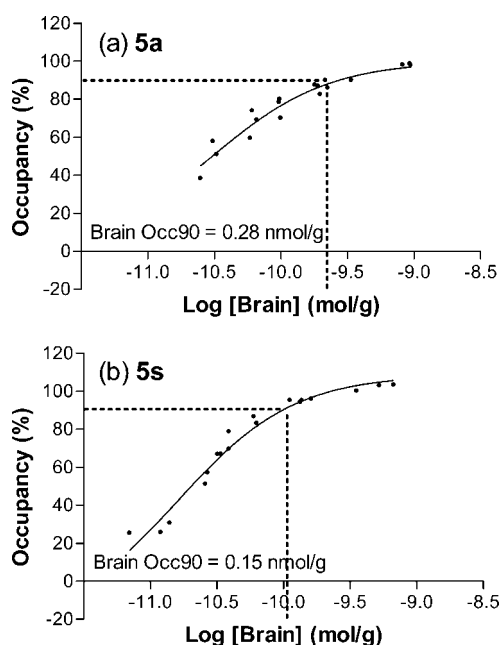 (a) 5a
120
100
80
60
40
20
0
-20
Occupancy (%)
Brain Occ90 = 0.28 nmol/g
-11.0 -10.5 -10.0 -9.5 -9.0 -8.5
Log [Brain] (mol/g)
(b) 5s
120
100
80
60
40
20
0
-20
Occupancy (%)
Brain Occ90 = 0.15 nmol/g
-11.0 -10.5 -10.0 -9.5 -9.0 -8.5
Log [Brain] (mol/g)